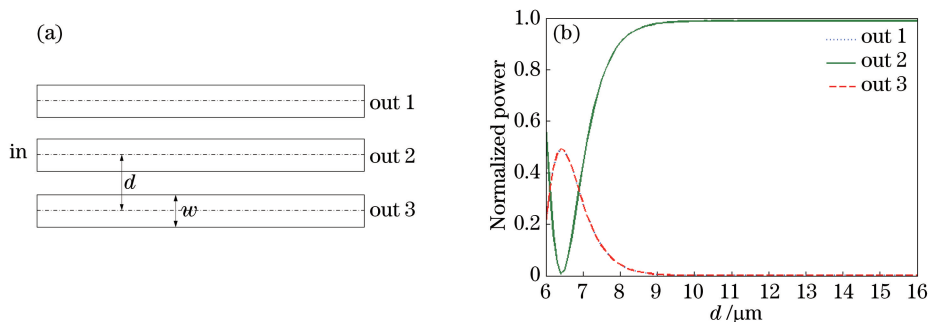 (a)
out 1
in
out 2
d
w
out 3
(b)
1.0
0.8
0.6
0.4
0.2
0
Normalized power
out 1
out 2
out 3
6 7 8 9 10 11 12 13 14 15 16
d /μm